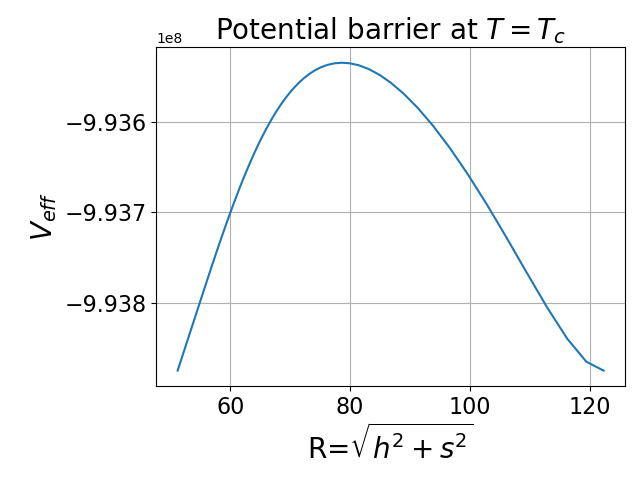 Potential barrier at $T = T_c$
1e8
−9.936
−9.937
−9.938
$V_{eff}$
60 80 100 120
R=$\sqrt{h^2 + s^2}$